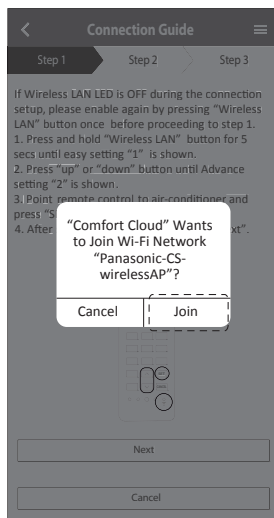 Connection Guide
Step 1
Step 2
Step 3
If Wireless LAN LED is OFF during the connection
setup, please enable again by pressing "Wireless
LAN" button once before proceeding to step 1.
1. Press and hold "Wireless LAN" button for 5
secs until easy setting "1" is shown.
2. Press "up" or "down" button until Advance
setting "2" is shown.
3. Point remote control to air-conditioner and
press "S
4. After
"Comfort Cloud" Wants
to Join Wi-Fi Network
"Panasonic-CS-
wirelessAP"?
Cancel
Join
Next
Cancel